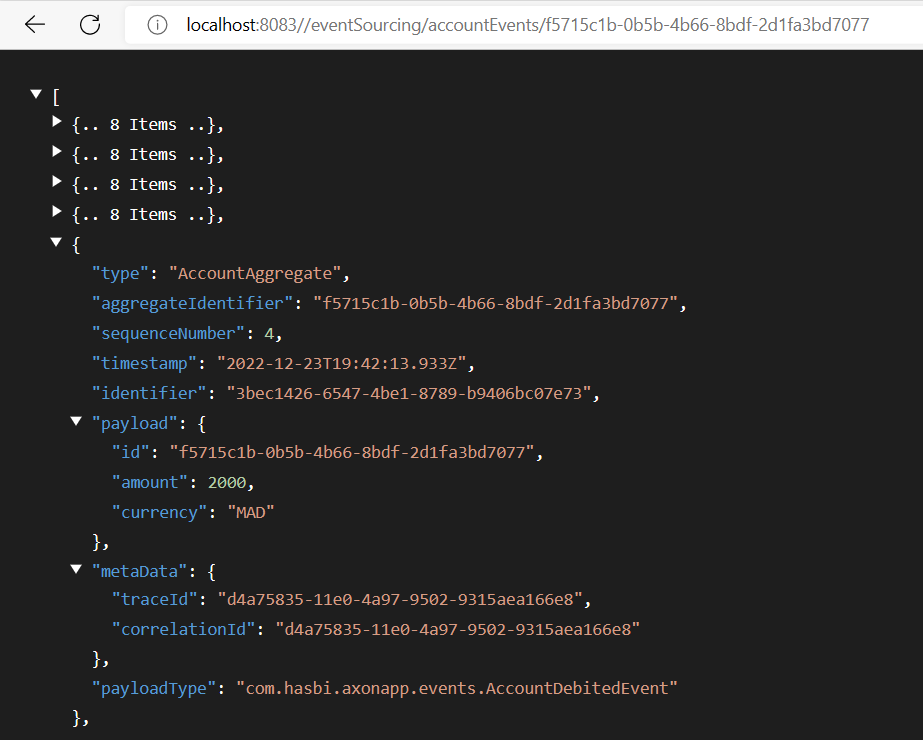 localhost:8083//eventSourcing/accountEvents/f5715c1b-0b5b-4b66-8bdf-2d1fa3bd7077
[
{.. 8 Items ..},
{.. 8 Items ..},
{.. 8 Items ..},
{.. 8 Items ..},
{
"type": "AccountAggregate",
"aggregateIdentifier": "f5715c1b-0b5b-4b66-8bdf-2d1fa3bd7077",
"sequenceNumber": 4,
"timestamp": "2022-12-23T19:42:13.933Z",
"identifier": "3bec1426-6547-4be1-8789-b9406bc07e73",
"payload": {
"id": "f5715c1b-0b5b-4b66-8bdf-2d1fa3bd7077",
"amount": 2000,
"currency": "MAD"
},
"metaData": {
"traceId": "d4a75835-11e0-4a97-9502-9315aea166e8",
"correlationId": "d4a75835-11e0-4a97-9502-9315aea166e8"
},
"payloadType": "com.hasbi.axonapp.events.AccountDebitedEvent"
},